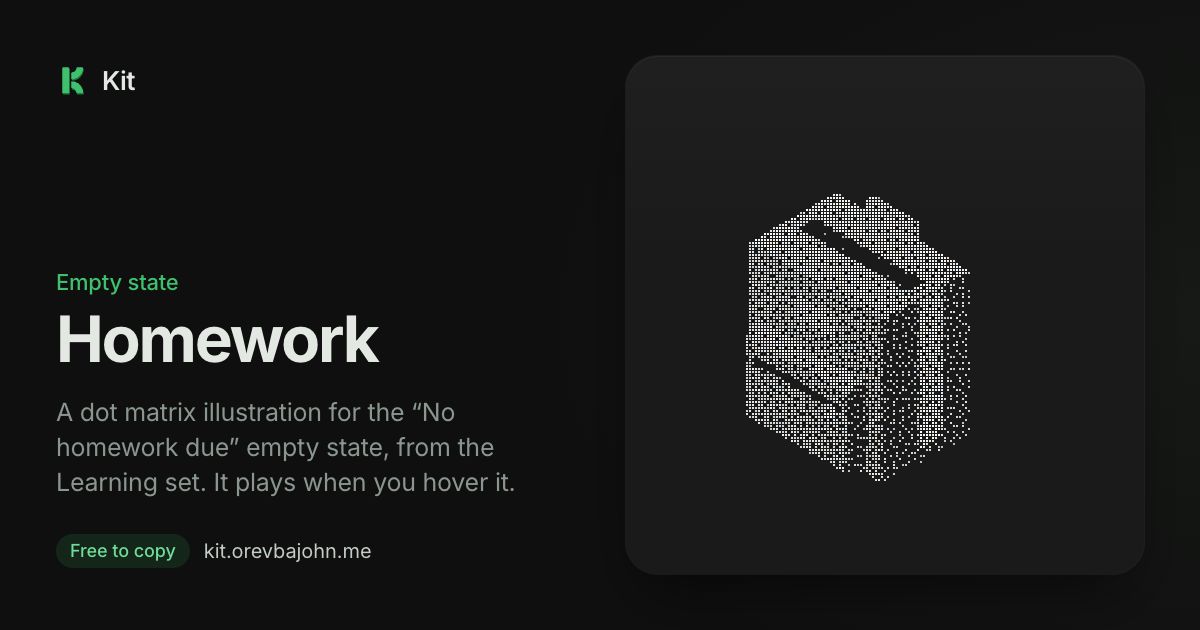 Kit
Empty state
Homework
A dot matrix illustration for the “No
homework due” empty state, from the
Learning set. It plays when you hover it.
Free to copy
kit.orevbajohn.me